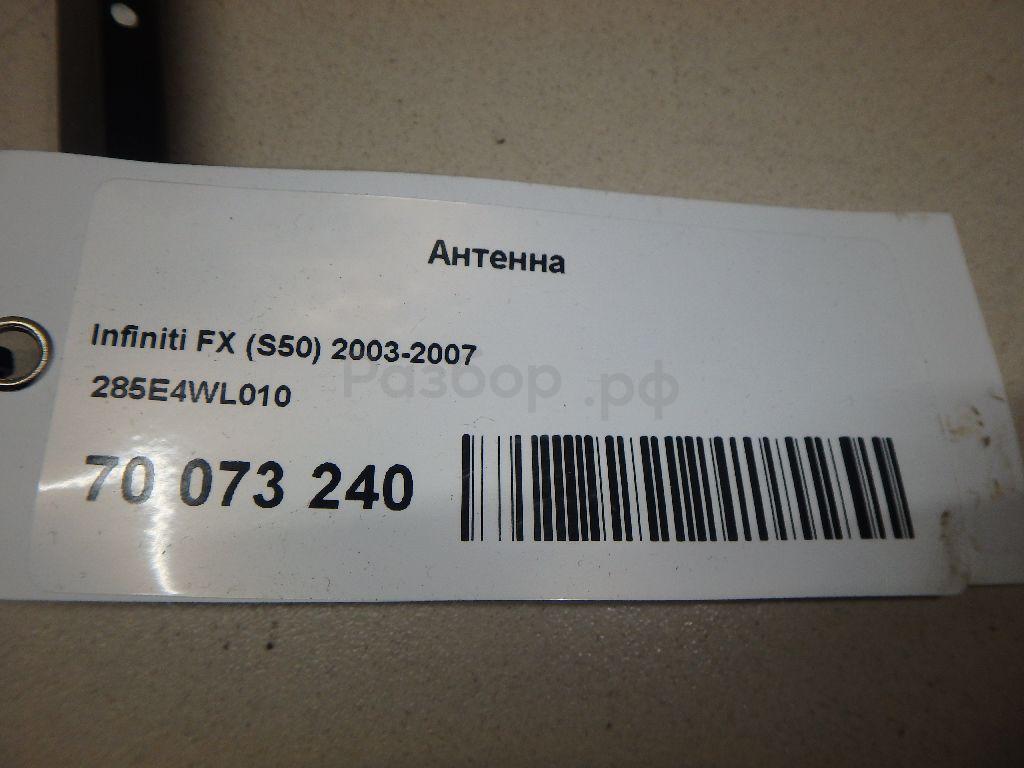 Антенна
Infiniti FX (S50) 2003-2007
Разбор.рф
285E4WL010
70 073 240